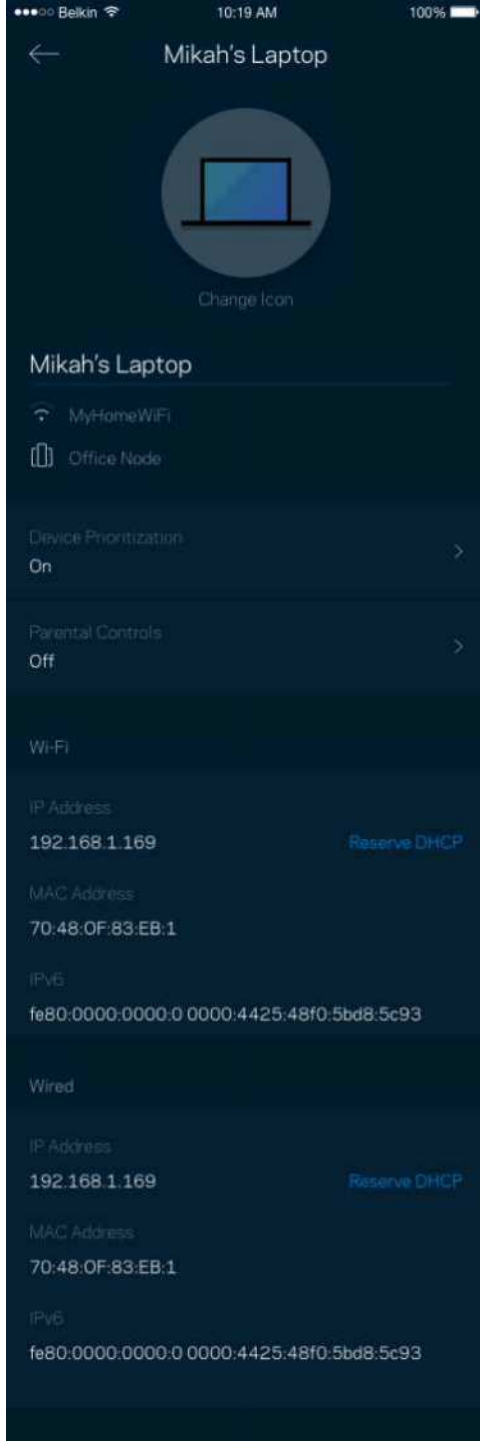 Belkin 10:19 AM 100%
Mikah's Laptop
Change Icon
Mikah's Laptop
MyHomeWiFi
Office Node
Device Prioritization
On
Parental Controls
Off
Wi-Fi
IP Address
192.168.1.169 Reserve DHCP
MAC Address
70:48:0F:83:EB:1
IPv6
fe80:0000:0000:0 0000:4425:48f0:5bd8:5c93
Wired
IP Address
192.168.1.169 Reserve DHCP
MAC Address
70:48:0F:83:EB:1
IPv6
fe80:0000:0000:0 0000:4425:48f0:5bd8:5c93